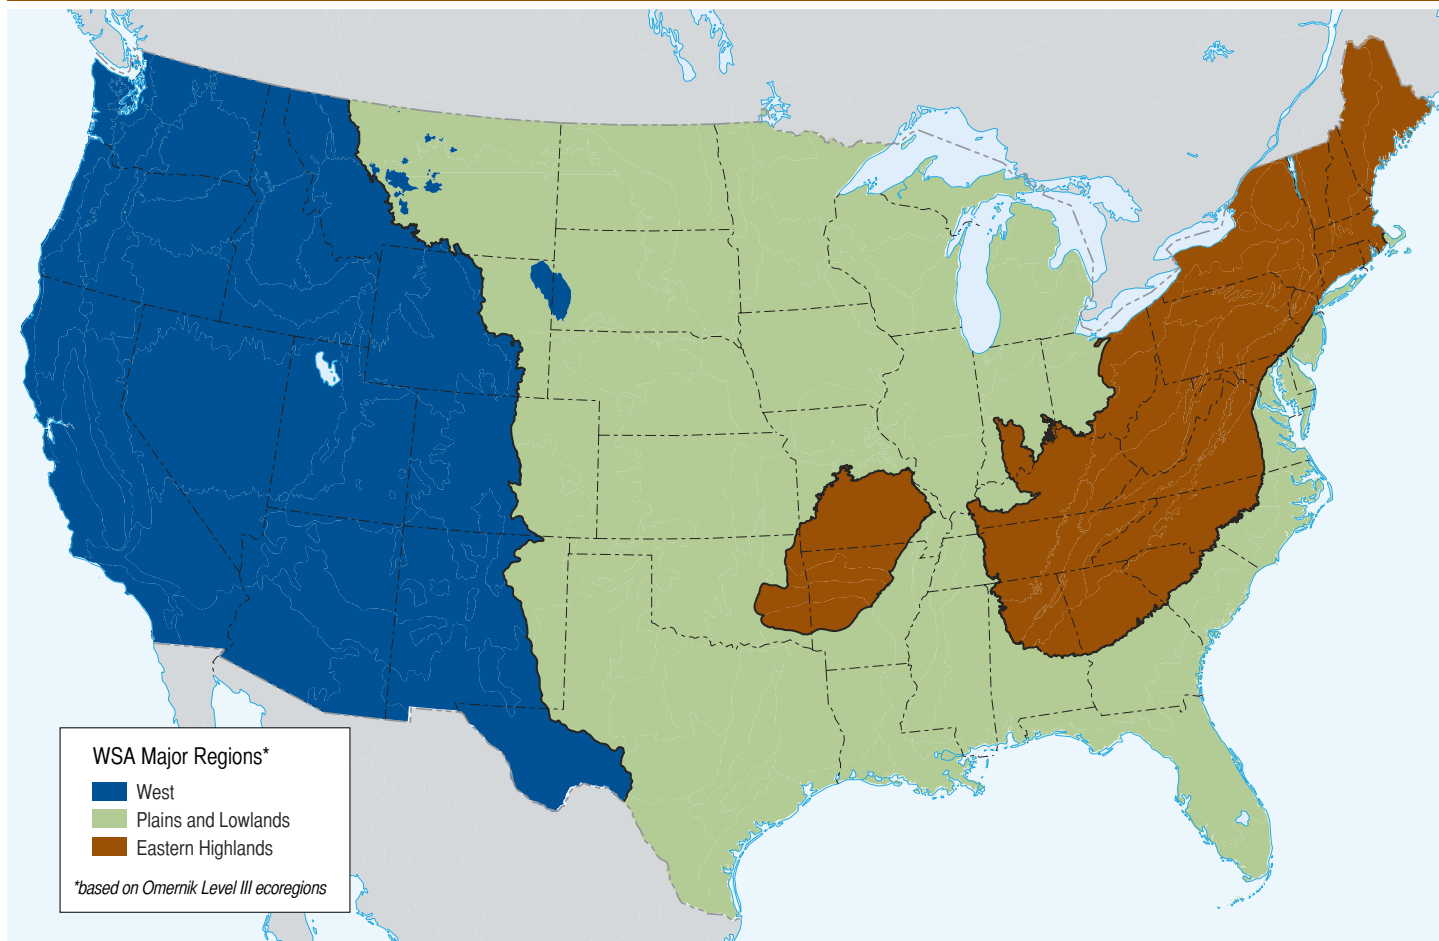 WSA Major Regions*
West
Plains and Lowlands
Eastern Highlands
*based on Omernik Level III ecoregions